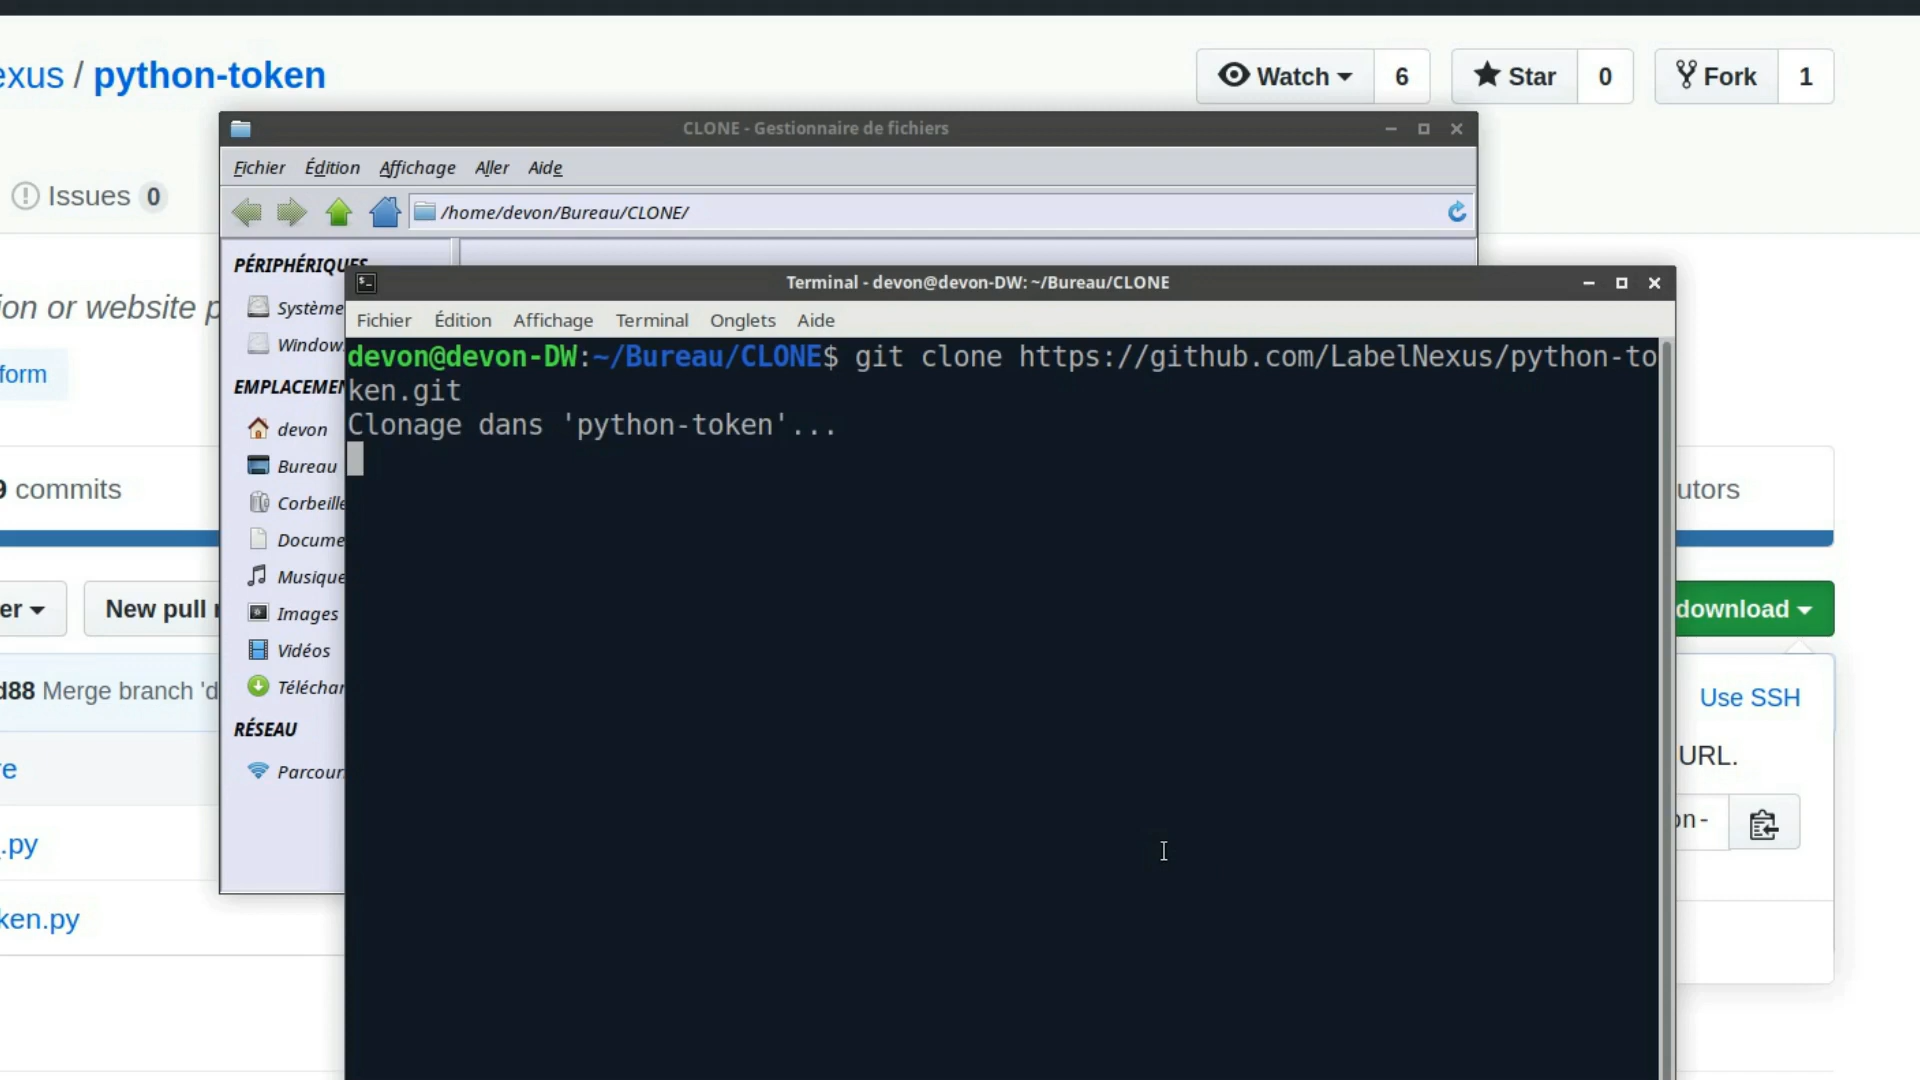 exus / python-token
Watch 6
Star 0
Fork 1
CLONE - Gestionnaire de fichiers
Fichier Édition Affichage Aller Aide
Issues 0
/home/devon/Bureau/CLONE/
PÉRIPHÉRIQUES
ion or website p
Système
Window
form
EMPLACEMEN
devon
Bureau
Corbeille
Docume
Musique
Images
Vidéos
Téléchar
RÉSEAU
Parcour
Terminal - devon@devon-DW: ~/Bureau/CLONE
Fichier Édition Affichage Terminal Onglets Aide
devon@devon-DW:~/Bureau/CLONE$ git clone https://github.com/LabelNexus/python-to
ken.git
Clonage dans 'python-token'...
9 commits
utors
er
New pull r
download
d88 Merge branch 'd
Use SSH
URL.
re
on-
.py
ken.py